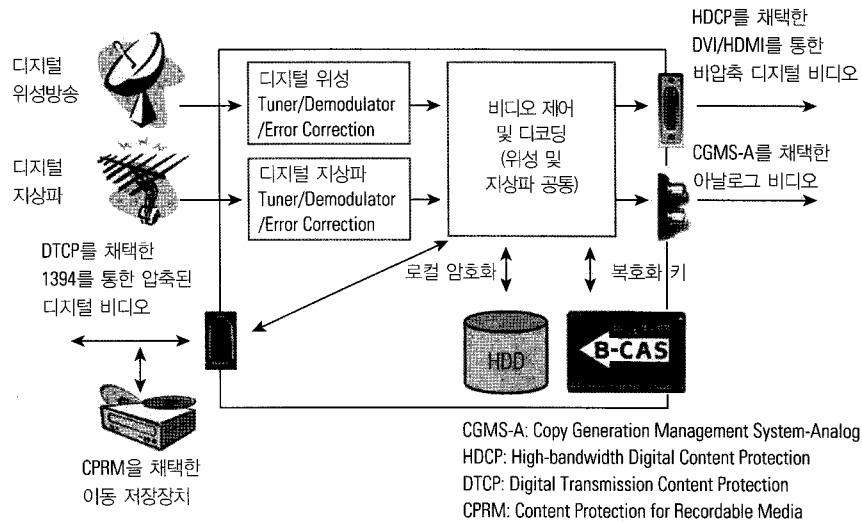 디지털
위성방송
디지털 위성
Tuner/Demodulator
/Error Correction
비디오 제어
및 디코딩
(위성 및
지상파 공통)
HDCP를 채택한
DVI/HDMI를 통한
비압축 디지털 비디오
디지털
지상파
디지털 지상파
Tuner/Demodulator
/Error Correction
CGMS-A를 채택한
아날로그 비디오
DTCP를 채택한
1394를 통한 압축된
디지털 비디오
로컬 암호화
복호화 키
HDD
B-CAS
CPRM을 채택한
이동 저장장치
CGMS-A: Copy Generation Management System-Analog
HDCP: High-bandwidth Digital Content Protection
DTCP: Digital Transmission Content Protection
CPRM: Content Protection for Recordable Media